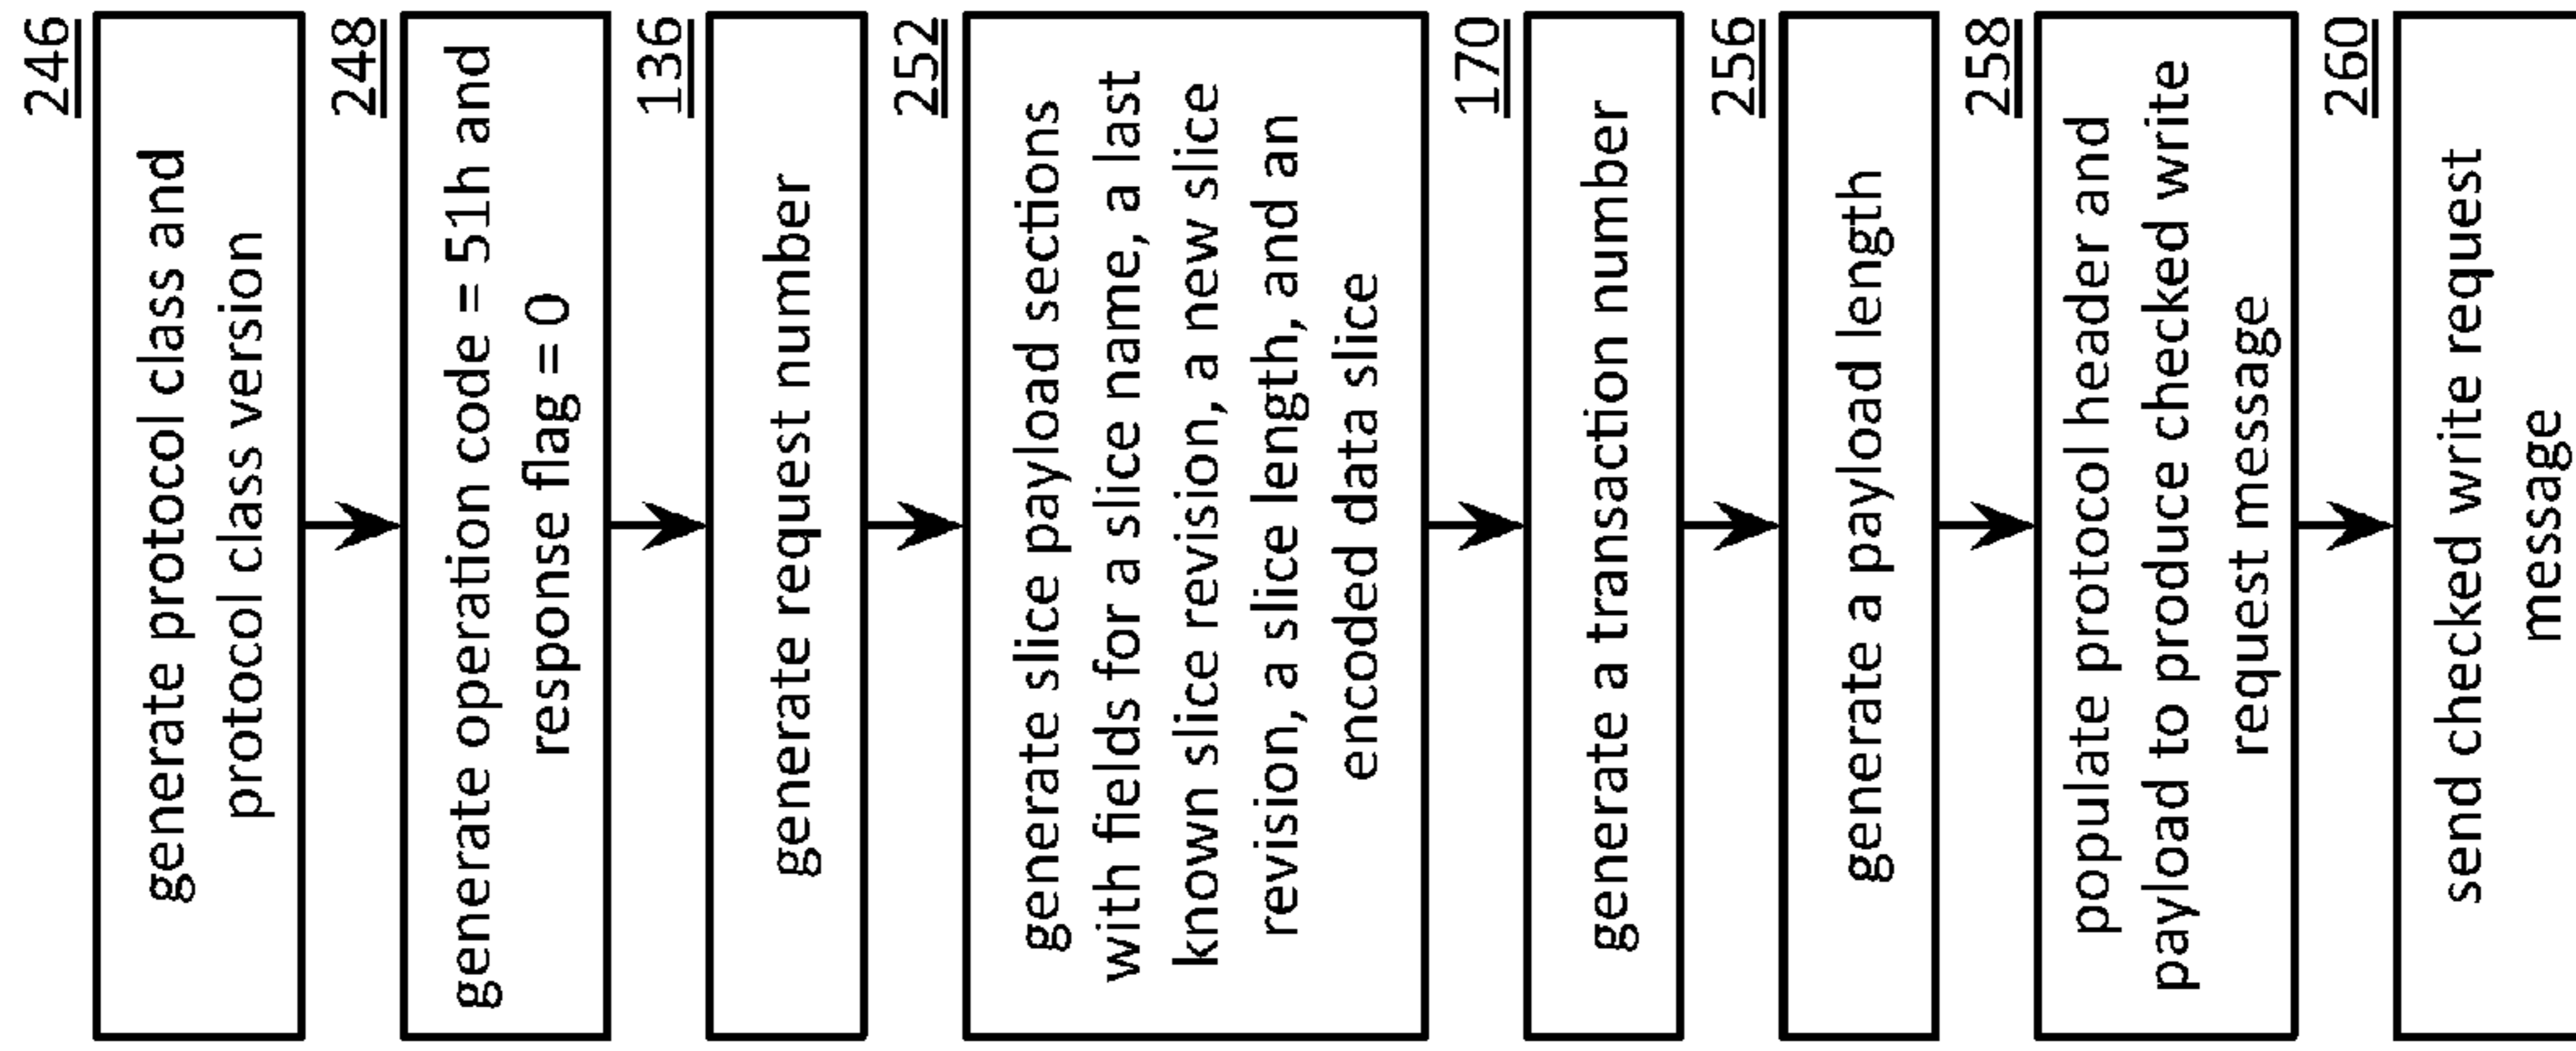 246
generate protocol class and
protocol class version
248
generate operation code = 51h and
response flag = 0
136
generate request number
252
generate slice payload sections
with fields for a slice name, a last
known slice revision, a new slice
revision, a slice length, and an
encoded data slice
170
generate a transaction number
256
generate a payload length
258
populate protocol header and
payload to produce checked write
request message
260
send checked write request
message